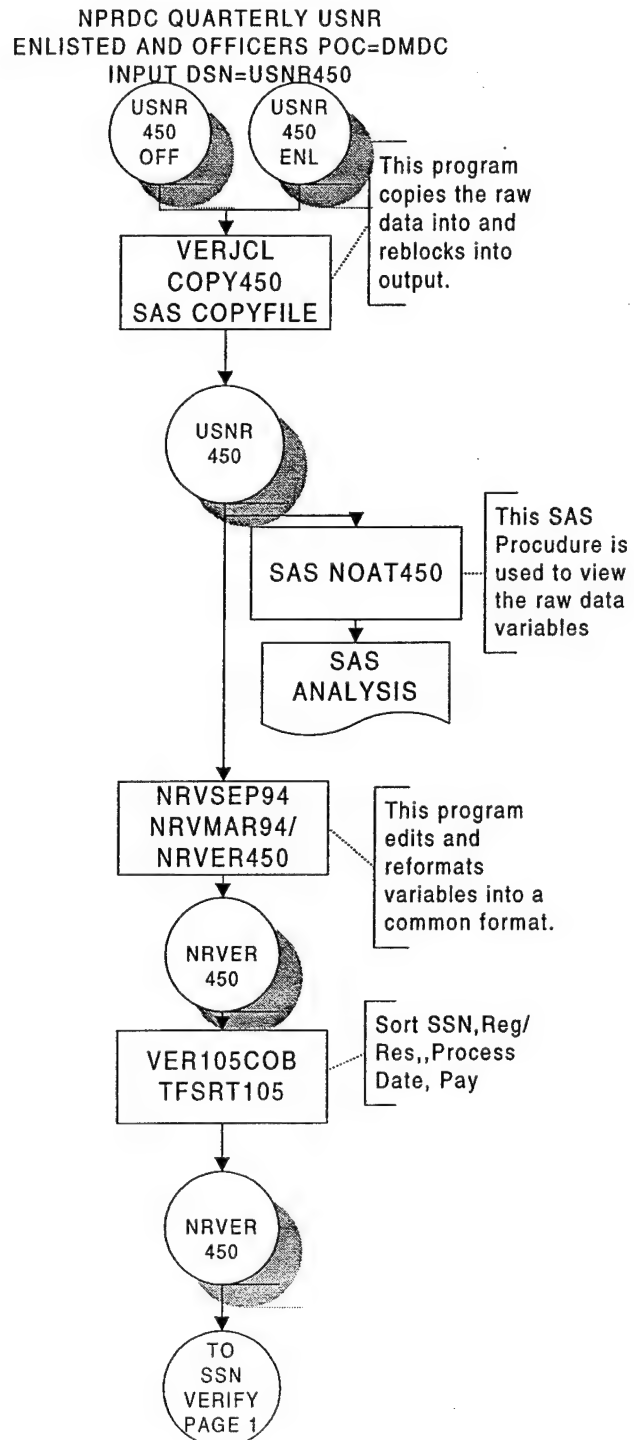 NPRDC QUARTERLY USNR
ENLISTED AND OFFICERS POC=DMDC
INPUT DSN=USNR450
USNR
450
OFF
USNR
450
ENL
This program
copies the raw
data into and
reblocks into
output.
VERJCL
COPY450
SAS COPYFILE
USNR
450
SAS NOAT450
This SAS
Procudure is
used to view
the raw data
variables
SAS
ANALYSIS
NRVSEP94
NRVMAR94/
NRVER450
This program
edits and
reformats
variables into a
common format.
NRVER
450
VER105COB
TFSRT105
Sort SSN,Reg/
Res,,Process
Date, Pay
NRVER
450
TO
SSN
VERIFY
PAGE 1